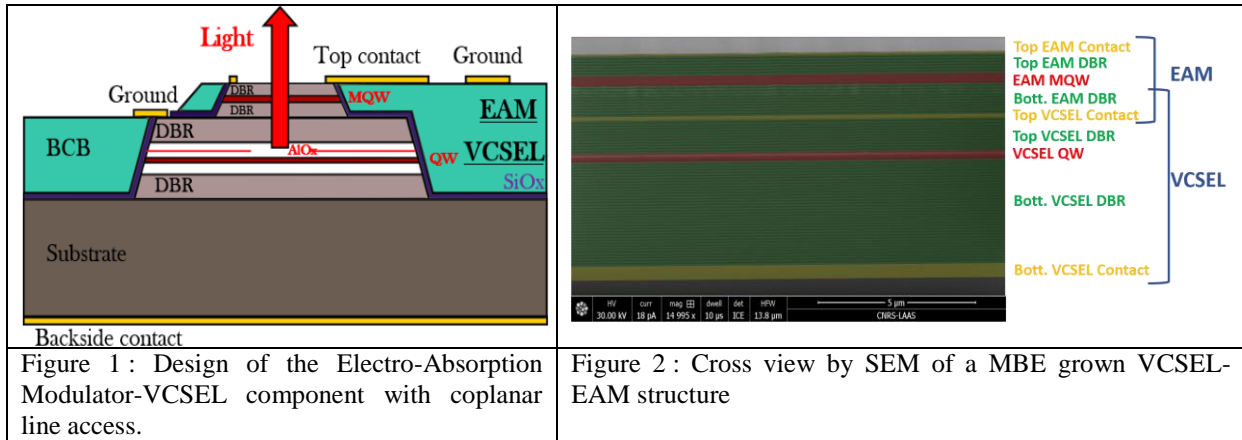 Light
Top contact
Ground
Ground
DBR
MQW
DBR
EAM
DBR
BCB
AlOx
QW
VCSEL
DBR
SiOx
Substrate
Backside contact
Top EAM Contact
Top EAM DBR
EAM MQW
EAM
Bott. EAM DBR
Top VCSEL Contact
Top VCSEL DBR
VCSEL QW
VCSEL
Bott. VCSEL DBR
Bott. VCSEL Contact
HV curr mag ⊞ dwell det HFW 5 µm
30.00 kV 18 pA 14 995 x 10 µs ICE 13.8 µm CNRS-LAAS
Figure 1 : Design of the Electro-Absorption
Modulator-VCSEL component with coplanar
line access.
Figure 2 : Cross view by SEM of a MBE grown VCSEL-
EAM structure